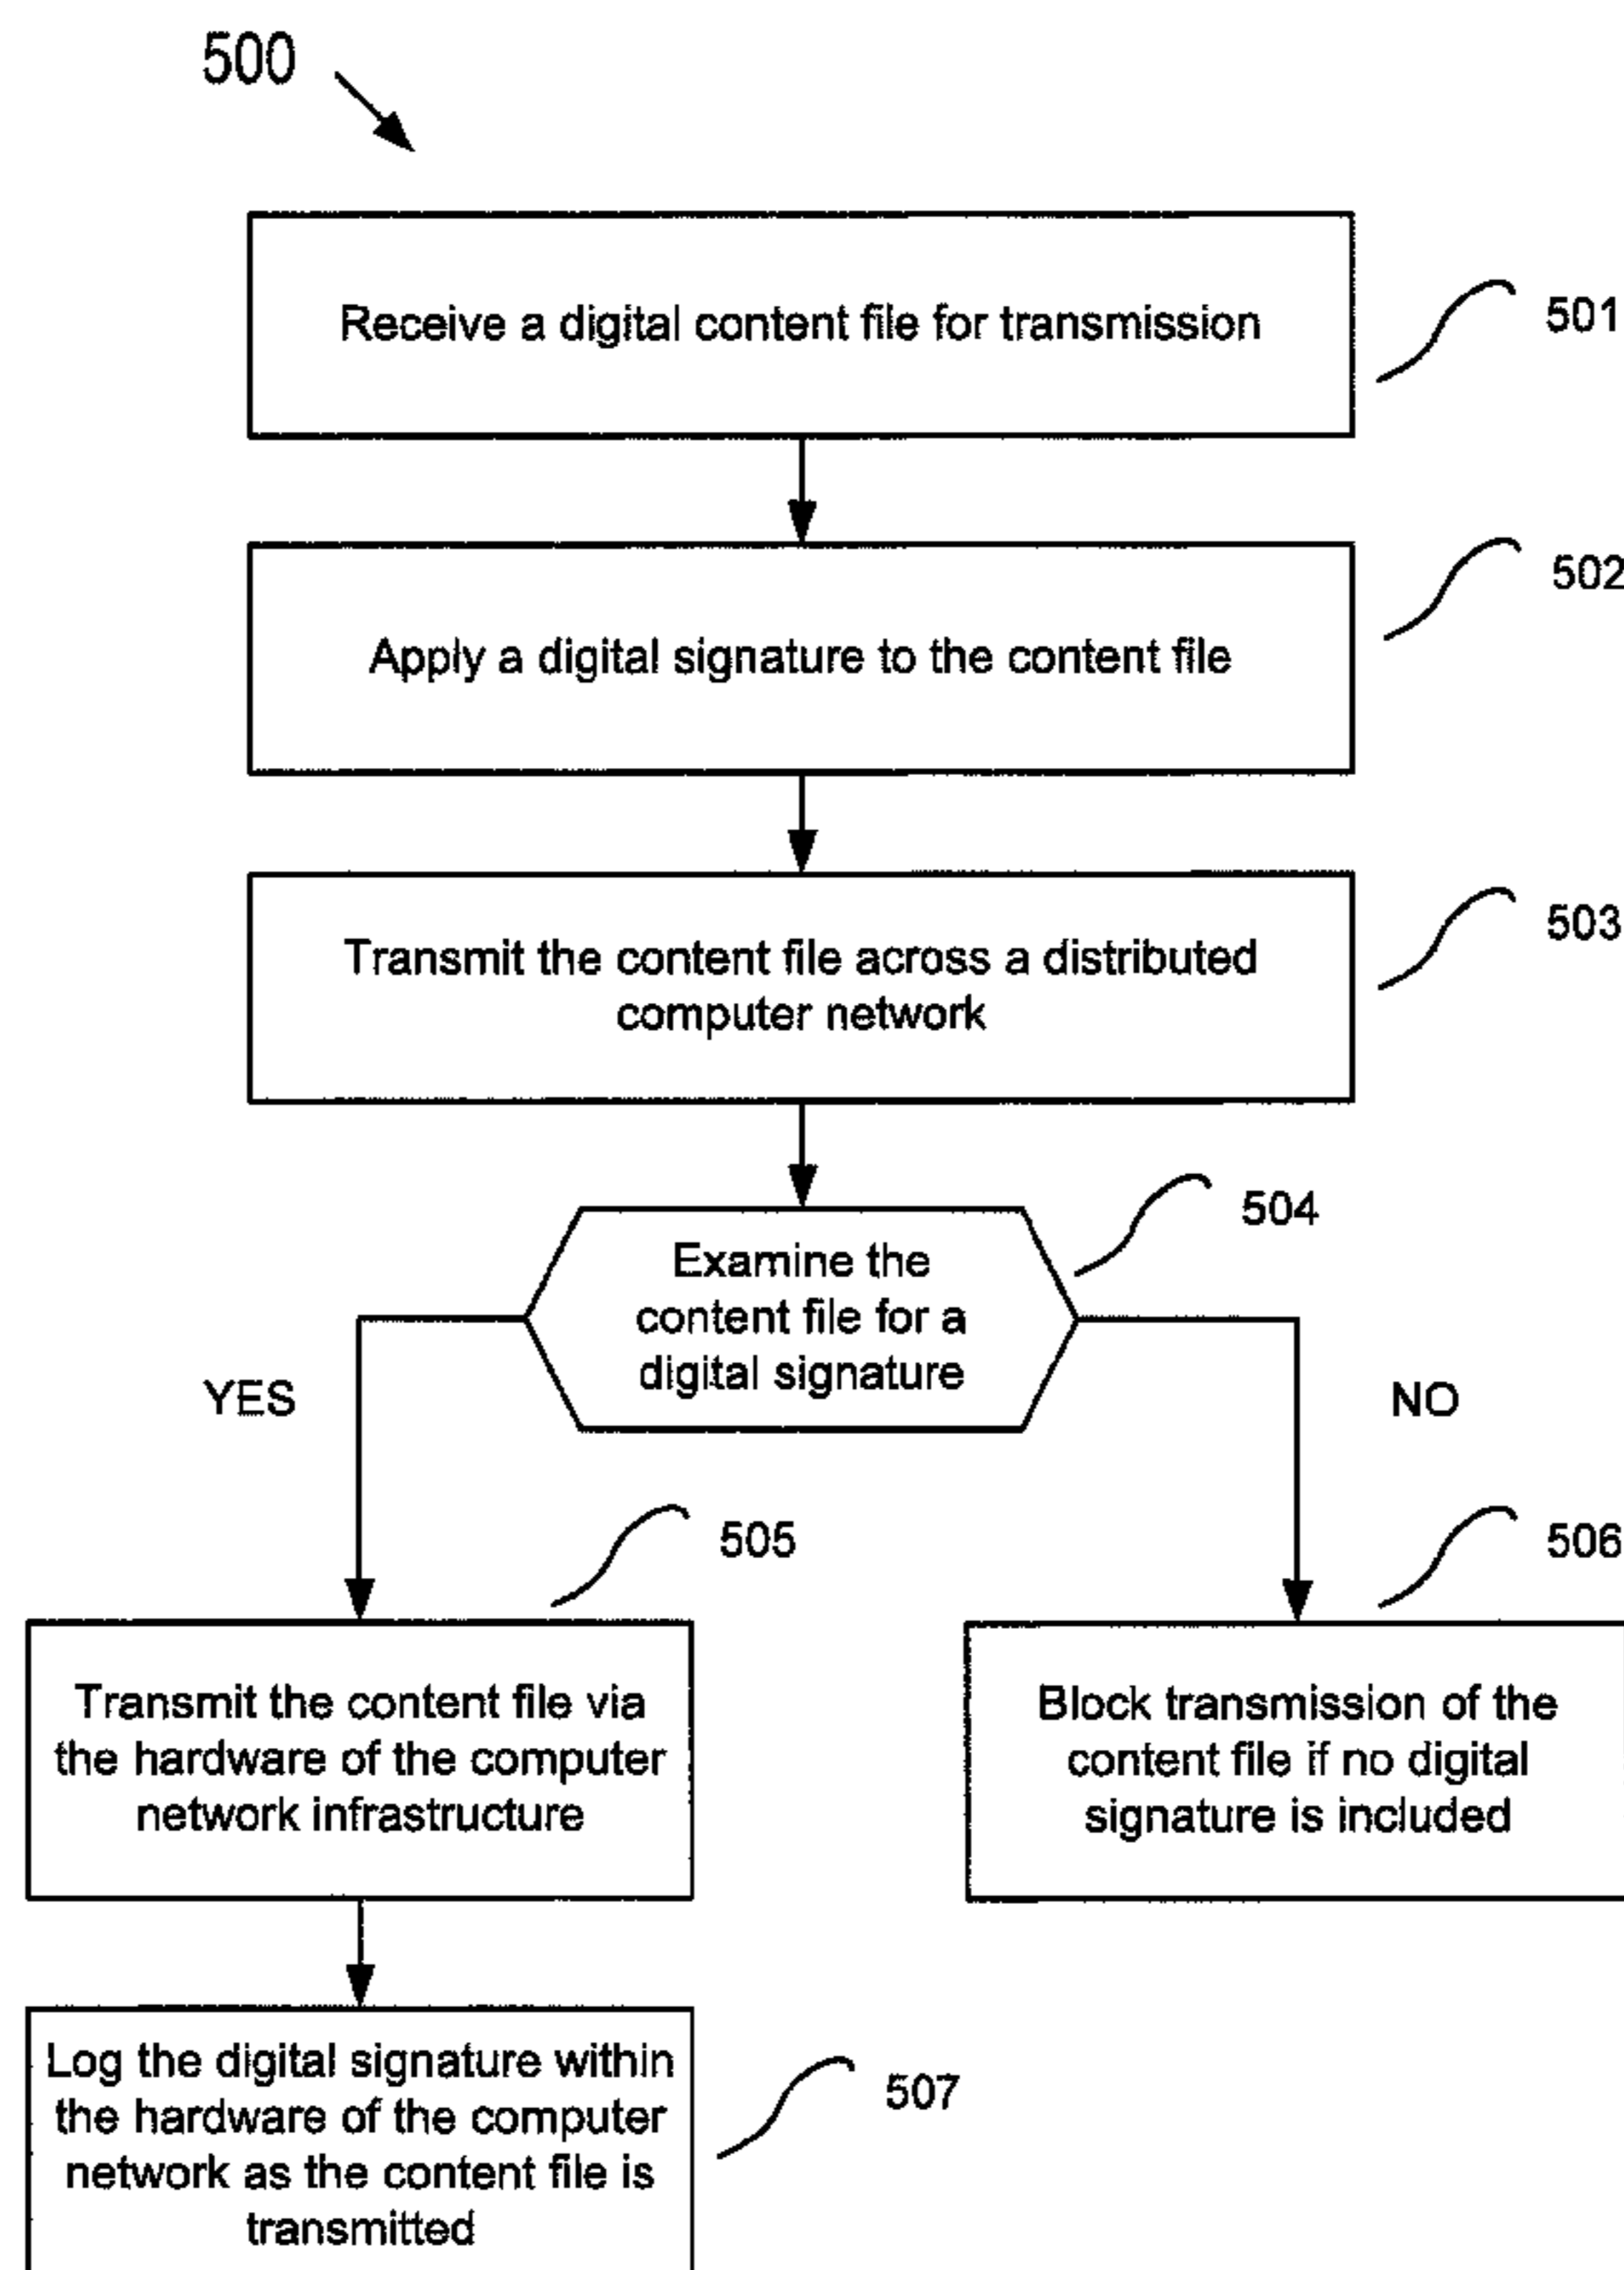 500
Receive a digital content file for transmission
501
Apply a digital signature to the content file
502
Transmit the content file across a distributed
computer network
503
Examine the
content file for a
digital signature
504
YES
NO
505
506
Transmit the content file via
the hardware of the computer
network infrastructure
Block transmission of the
content file if no digital
signature is included
Log the digital signature within
the hardware of the computer
network as the content file is
transmitted
507